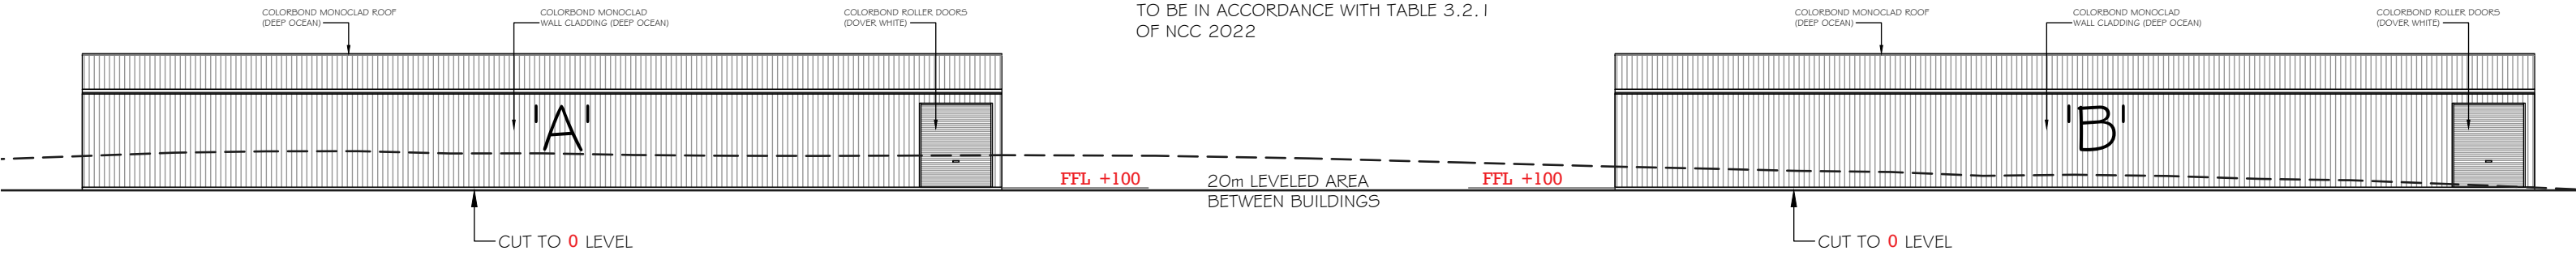 COLORBOND MONOCLAD ROOF
(DEEP OCEAN)
COLORBOND MONOCLAD
WALL CLADDING (DEEP OCEAN)
COLORBOND ROLLER DOORS
(DOVER WHITE)
TO BE IN ACCORDANCE WITH TABLE 3.2.1
OF NCC 2022
COLORBOND MONOCLAD ROOF
(DEEP OCEAN)
COLORBOND MONOCLAD
WALL CLADDING (DEEP OCEAN)
COLORBOND ROLLER DOORS
(DOVER WHITE)
'A'
'B'
FFL +100
20m LEVELED AREA
BETWEEN BUILDINGS
FFL +100
CUT TO 0 LEVEL
CUT TO 0 LEVEL